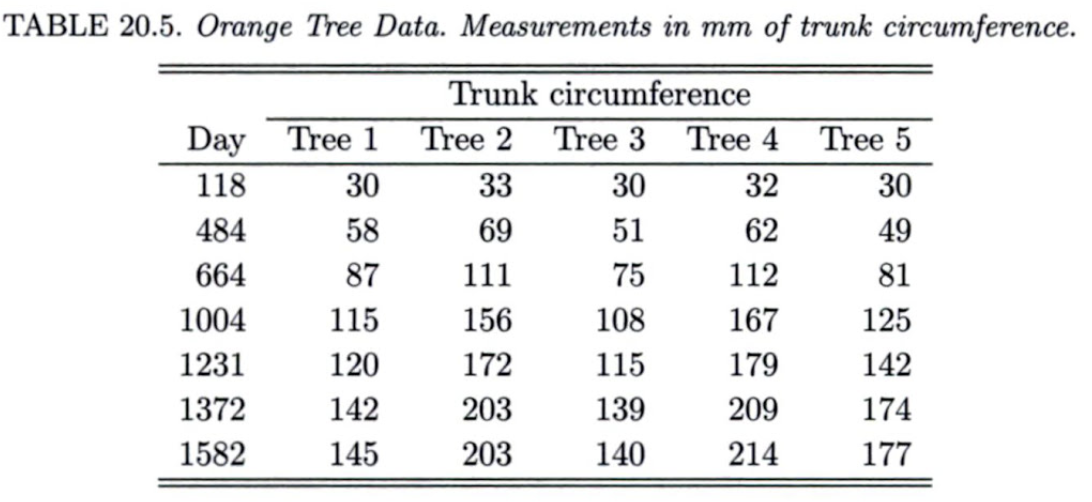 TABLE 20.5. Orange Tree Data. Measurements in mm of trunk circumference.
Trunk circumference
Day Tree 1 Tree 2 Tree 3 Tree 4 Tree 5
118 30 33 30 32 30
484 58 69 51 62 49
664 87 111 75 112 81
1004 115 156 108 167 125
1231 120 172 115 179 142
1372 142 203 139 209 174
1582 145 203 140 214 177